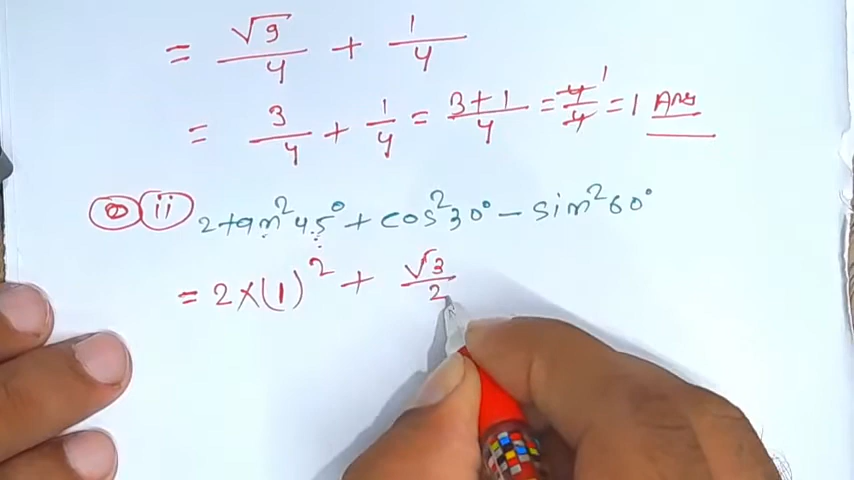 = √9/4 + 1/4
= 3/4 + 1/4 = 3+1/4 = 4/4 1 = 1 Ans
ii 2tan²45° + cos²30° - sin²60°
= 2×(1)² + √3/2